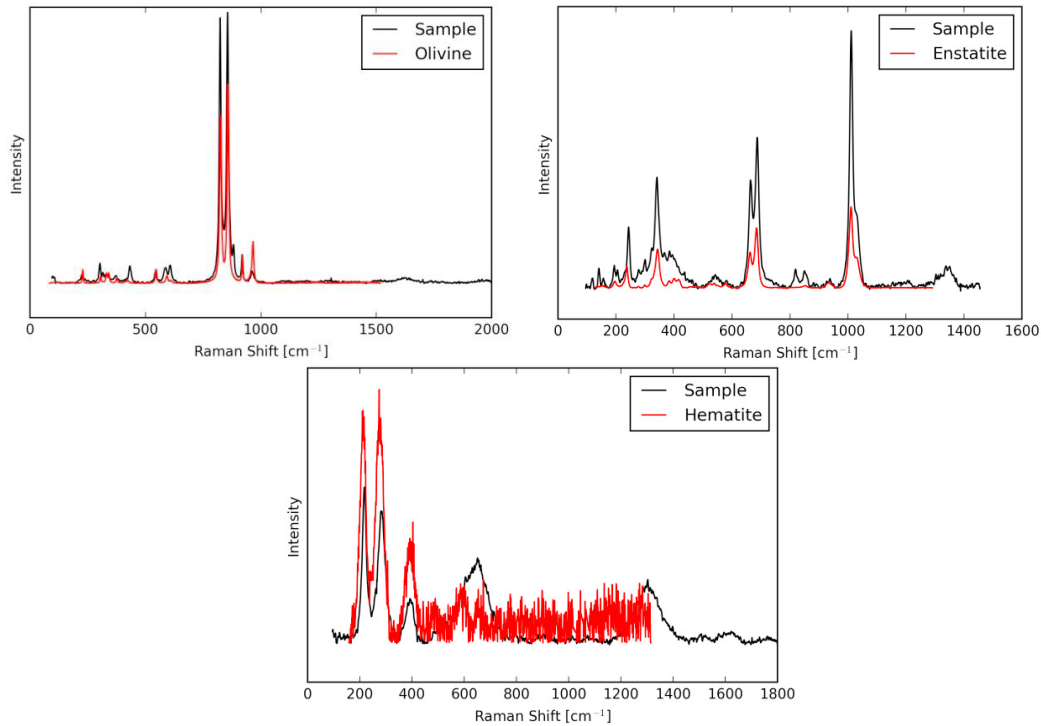 Sample
Olivine
Intensity
0 500 1000 1500 2000
Raman Shift [cm⁻¹]
Sample
Enstatite
Intensity
0 200 400 600 800 1000 1200 1400 1600
Raman Shift [cm⁻¹]
Sample
Hematite
Intensity
0 200 400 600 800 1000 1200 1400 1600 1800
Raman Shift [cm⁻¹]